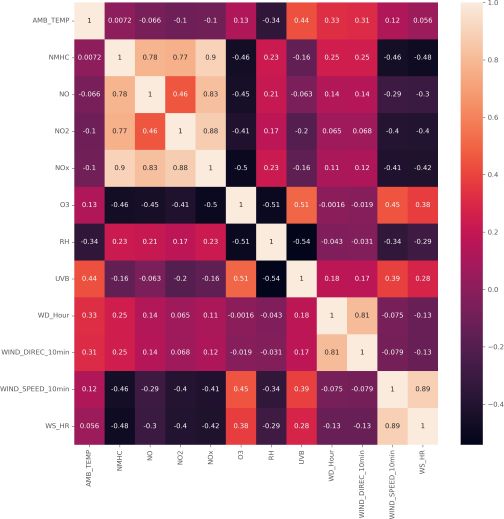 AMB_TEMP 1 0.0072 -0.066 -0.1 -0.1 0.13 -0.34 0.44 0.33 0.31 0.12 0.056
NMHC 0.0072 1 0.78 0.77 0.9 -0.46 0.23 -0.16 0.25 0.25 -0.46 -0.48
NO -0.066 0.78 1 0.46 0.83 -0.45 0.21 -0.063 0.14 0.14 -0.29 -0.3
NO2 -0.1 0.77 0.46 1 0.88 -0.41 0.17 -0.2 0.065 0.068 -0.4 -0.4
NOx -0.1 0.9 0.83 0.88 1 -0.5 0.23 -0.16 0.11 0.12 -0.41 -0.42
O3 0.13 -0.46 -0.45 -0.41 -0.5 1 -0.51 0.51 -0.0016 -0.019 0.45 0.38
RH -0.34 0.23 0.21 0.17 0.23 -0.51 1 -0.54 -0.043 -0.031 -0.34 -0.29
UVB 0.44 -0.16 -0.063 -0.2 -0.16 0.51 -0.54 1 0.18 0.17 0.39 0.28
WD_Hour 0.33 0.25 0.14 0.065 0.11 -0.0016 -0.043 0.18 1 0.81 -0.075 -0.13
WIND_DIREC_10min 0.31 0.25 0.14 0.068 0.12 -0.019 -0.031 0.17 0.81 1 -0.079 -0.13
WIND_SPEED_10min 0.12 -0.46 -0.29 -0.4 -0.41 0.45 -0.34 0.39 -0.075 -0.079 1 0.89
WS_HR 0.056 -0.48 -0.3 -0.4 -0.42 0.38 -0.29 0.28 -0.13 -0.13 0.89 1
AMB_TEMP NMHC NO NO2 NOx O3 RH UVB WD_Hour WIND_DIREC_10min WIND_SPEED_10min WS_HR
1.0
0.8
0.6
0.4
0.2
0.0
−0.2
−0.4